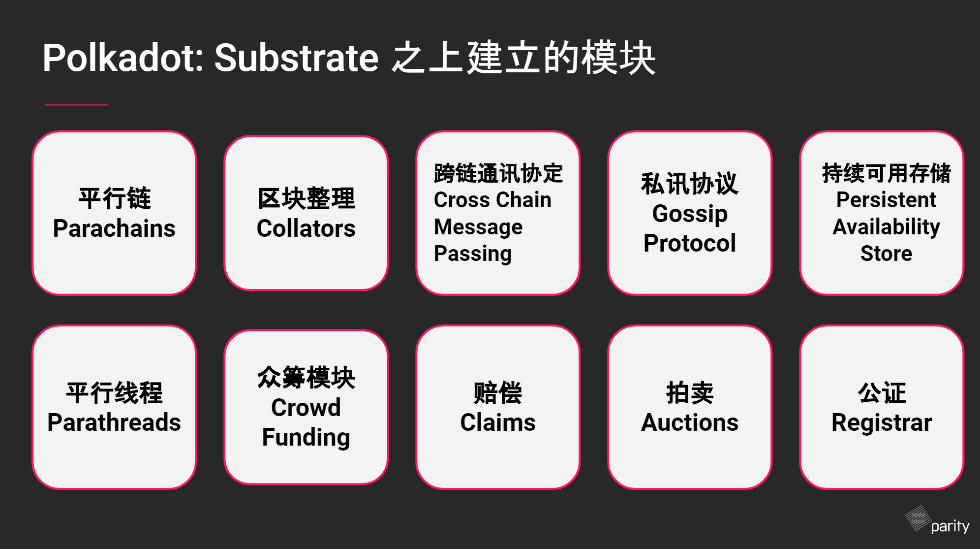 Polkadot: Substrate 之上建立的模块
平行链
Parachains
区块整理
Collators
跨链通讯协定
Cross Chain
Message
Passing
私讯协议
Gossip
Protocol
持续可用存储
Persistent
Availability
Store
平行线程
Parathreads
众筹模块
Crowd
Funding
赔偿
Claims
拍卖
Auctions
公证
Registrar
parity